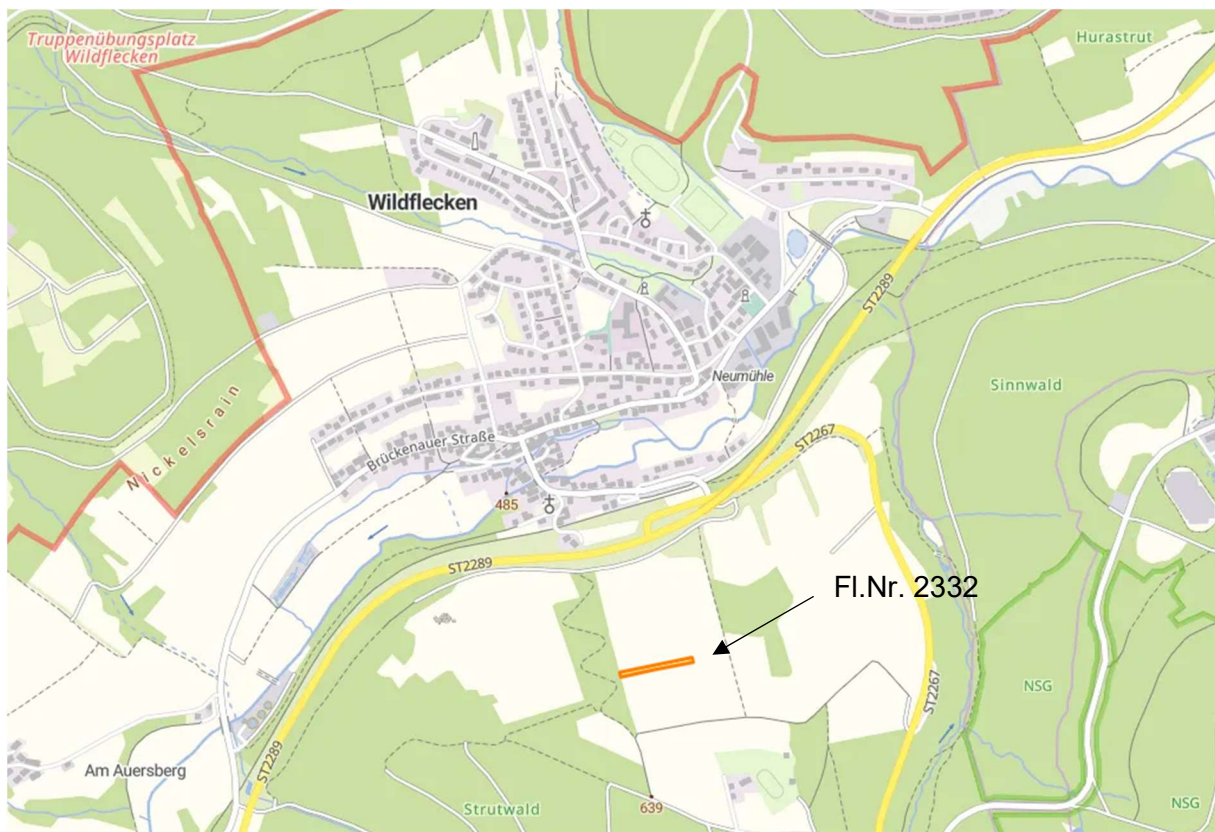 Truppenübungsplatz
Wildflecken
Hurastrut
Wildflecken
ST2289
Neumühle
Sinnwald
Nickelsrain
Brückenauer Straße
ST2267
485
ST2289
Fl.Nr. 2332
NSG
ST2267
ST2289
Am Auersberg
Strutwald
639
NSG